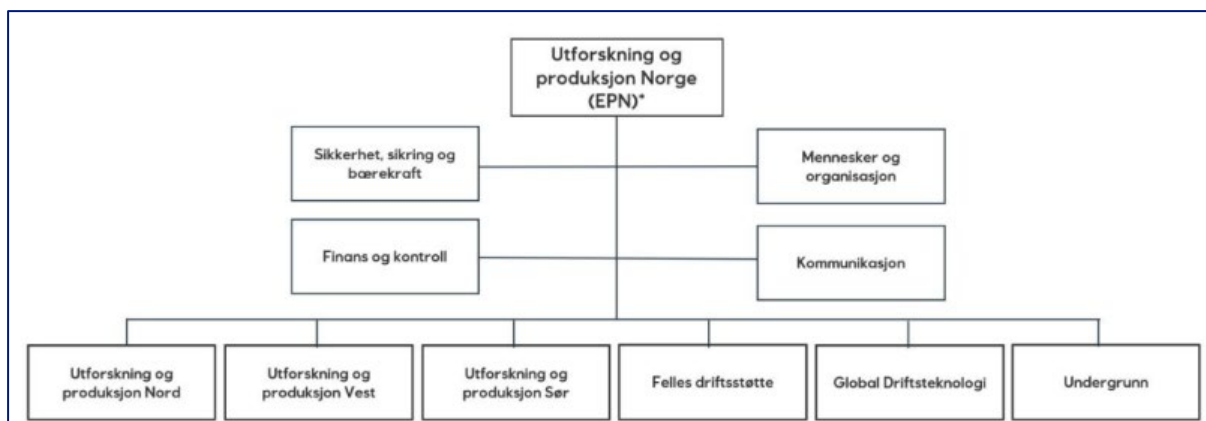 Utforskning og
produksjon Norge
(EPN)*
Sikkerhet, sikring og
bærekraft
Mennesker og
organisasjon
Finans og kontroll
Kommunikasjon
Utforskning og
produksjon Nord
Utforskning og
produksjon Vest
Utforskning og
produksjon Sør
Felles driftsstøtte
Global Driftsteknologi
Undergrunn